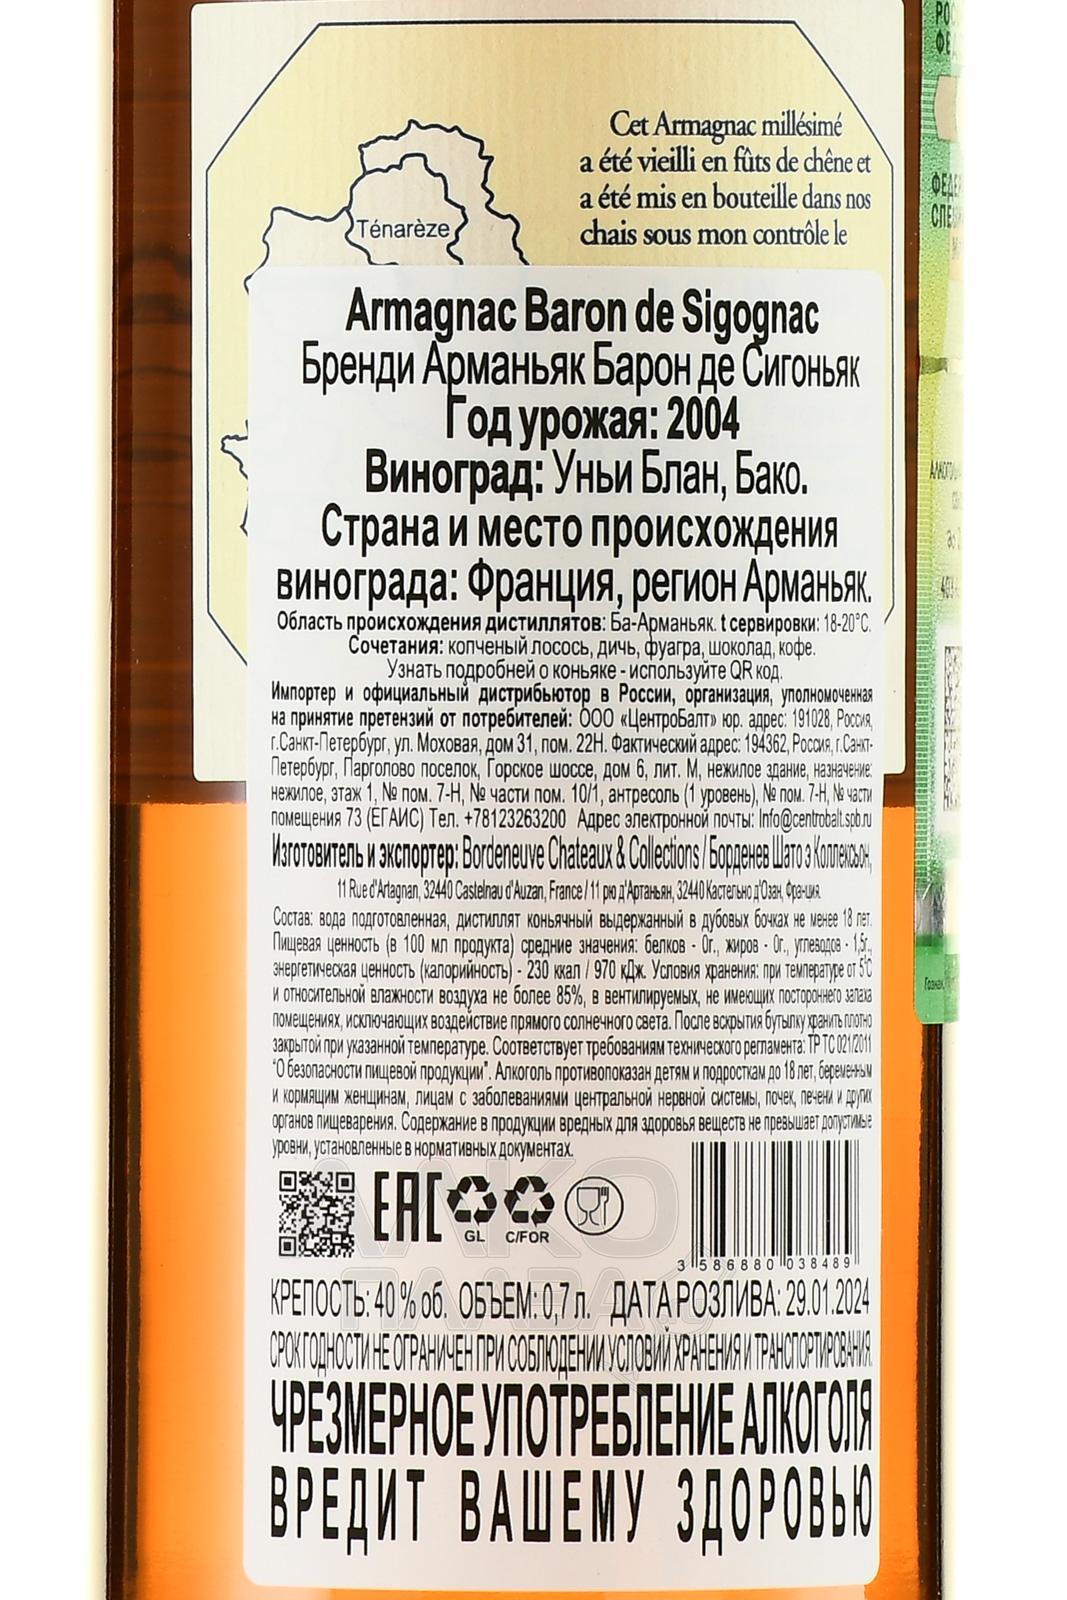 Cet Armagnac millésimé
a été vieilli en fûts de chêne et
a été mis en bouteille dans nos
chais sous mon contrôle le
Ténarèze
Armagnac Baron de Sigognac
Бренди Арманьяк Барон де Сигоньяк
Год урожая: 2004
Виноград: Уньи Блан, Бако.
Страна и место происхождения
винограда: Франция, регион Арманьяк.
Область происхождения дистиллятов: Ба-Арманьяк. t сервировки: 18-20°C.
Сочетания: копченый лосось, дичь, фуагра, шоколад, кофе.
Узнать подробней о коньяке - используйте QR код.
Импортер и официальный дистрибьютор в России, организация, уполномоченная
на принятие претензий от потребителей: ООО «ЦентроБалт» юр. адрес: 191028, Россия,
г.Санкт-Петербург, ул. Моховая, дом 31, пом. 22Н. Фактический адрес: 194362, Россия, г.Санкт-
Петербург, Парголово поселок, Горское шоссе, дом 6, лит. М, нежилое здание, назначение:
нежилое, этаж 1, № пом. 7-Н, № части пом. 10/1, антресоль (1 уровень), № пом. 7-Н, № части
помещения 73 (ЕГАИС) Тел. +78123263200 Адрес электронной почты: Info@centrobalt.spb.ru
Изготовитель и экспортер: Bordeneuve Chateaux & Collections / Борденев Шато э Коллексьон,
11 Rue d'Artagnan, 32440 Castelnau d'Auzan, France / 11 рю д'Артаньян, 32440 Кастельно д'Озан, Франция.
Состав: вода подготовленная, дистиллят коньячный выдержанный в дубовых бочках не менее 18 лет.
Пищевая ценность (в 100 мл продукта) средние значения: белков - 0г., жиров - 0г., углеводов - 1,5г.,
энергетическая ценность (калорийность) - 230 ккал / 970 кДж. Условия хранения: при температуре от 5°C
и относительной влажности воздуха не более 85%, в вентилируемых, не имеющих постороннего запаха
помещениях, исключающих воздействие прямого солнечного света. После вскрытия бутылку хранить плотно
закрытой при указанной температуре. Соответствует требованиям технического регламента: ТР ТС 021/2011
"О безопасности пищевой продукции". Алкоголь противопоказан детям и подросткам до 18 лет, беременным
и кормящим женщинам, лицам с заболеваниями центральной нервной системы, почек, печени и других
органов пищеварения. Содержание в продукции вредных для здоровья веществ не превышает допустимые
уровни, установленные в нормативных документах.
EAC
GL
C/FOR
3 586880 038489
КРЕПОСТЬ: 40 % об. ОБЪЕМ: 0,7 л. ДАТА РОЗЛИВА: 29.01.2024
СРОК ГОДНОСТИ НЕ ОГРАНИЧЕН ПРИ СОБЛЮДЕНИИ УСЛОВИЙ ХРАНЕНИЯ И ТРАНСПОРТИРОВАНИЯ.
ЧРЕЗМЕРНОЕ УПОТРЕБЛЕНИЕ АЛКОГОЛЯ
ВРЕДИТ ВАШЕМУ ЗДОРОВЬЮ